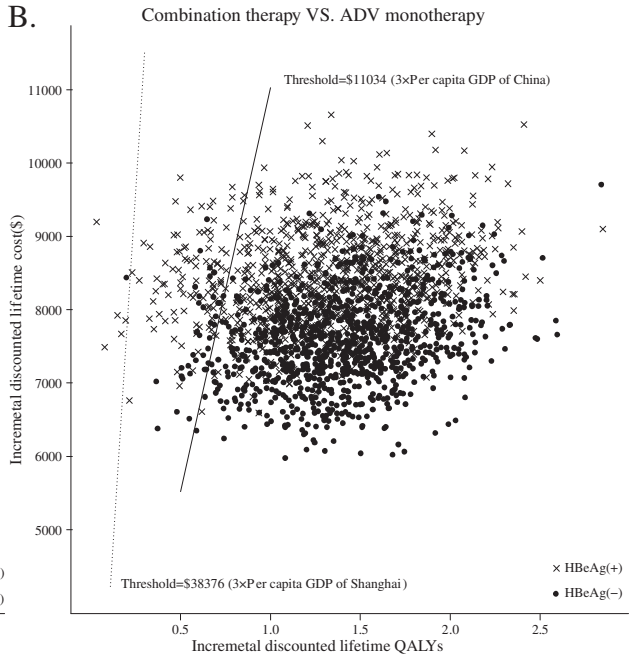 B.
Combination therapy VS. ADV monotherapy
Incremetal discounted lifetime cost($)
11000
10000
9000
8000
7000
6000
5000
Threshold=$11034 (3×Per capita GDP of China)
Threshold=$38376 (3×Per capita GDP of Shanghai)
× HBeAg(+)
● HBeAg(−)
)
)
0.5 1.0 1.5 2.0 2.5
Incremetal discounted lifetime QALYs